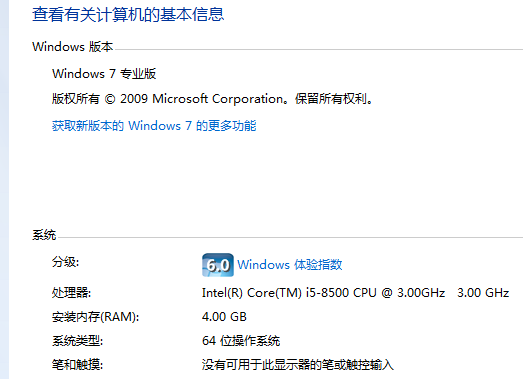 查看有关计算机的基本信息
Windows 版本
Windows 7 专业版
版权所有 © 2009 Microsoft Corporation。保留所有权利。
获取新版本的 Windows 7 的更多功能
系统
分级: 6.0 Windows 体验指数
处理器: Intel(R) Core(TM) i5-8500 CPU @ 3.00GHz 3.00 GHz
安装内存(RAM): 4.00 GB
系统类型: 64 位操作系统
笔和触摸: 没有可用于此显示器的笔或触控输入